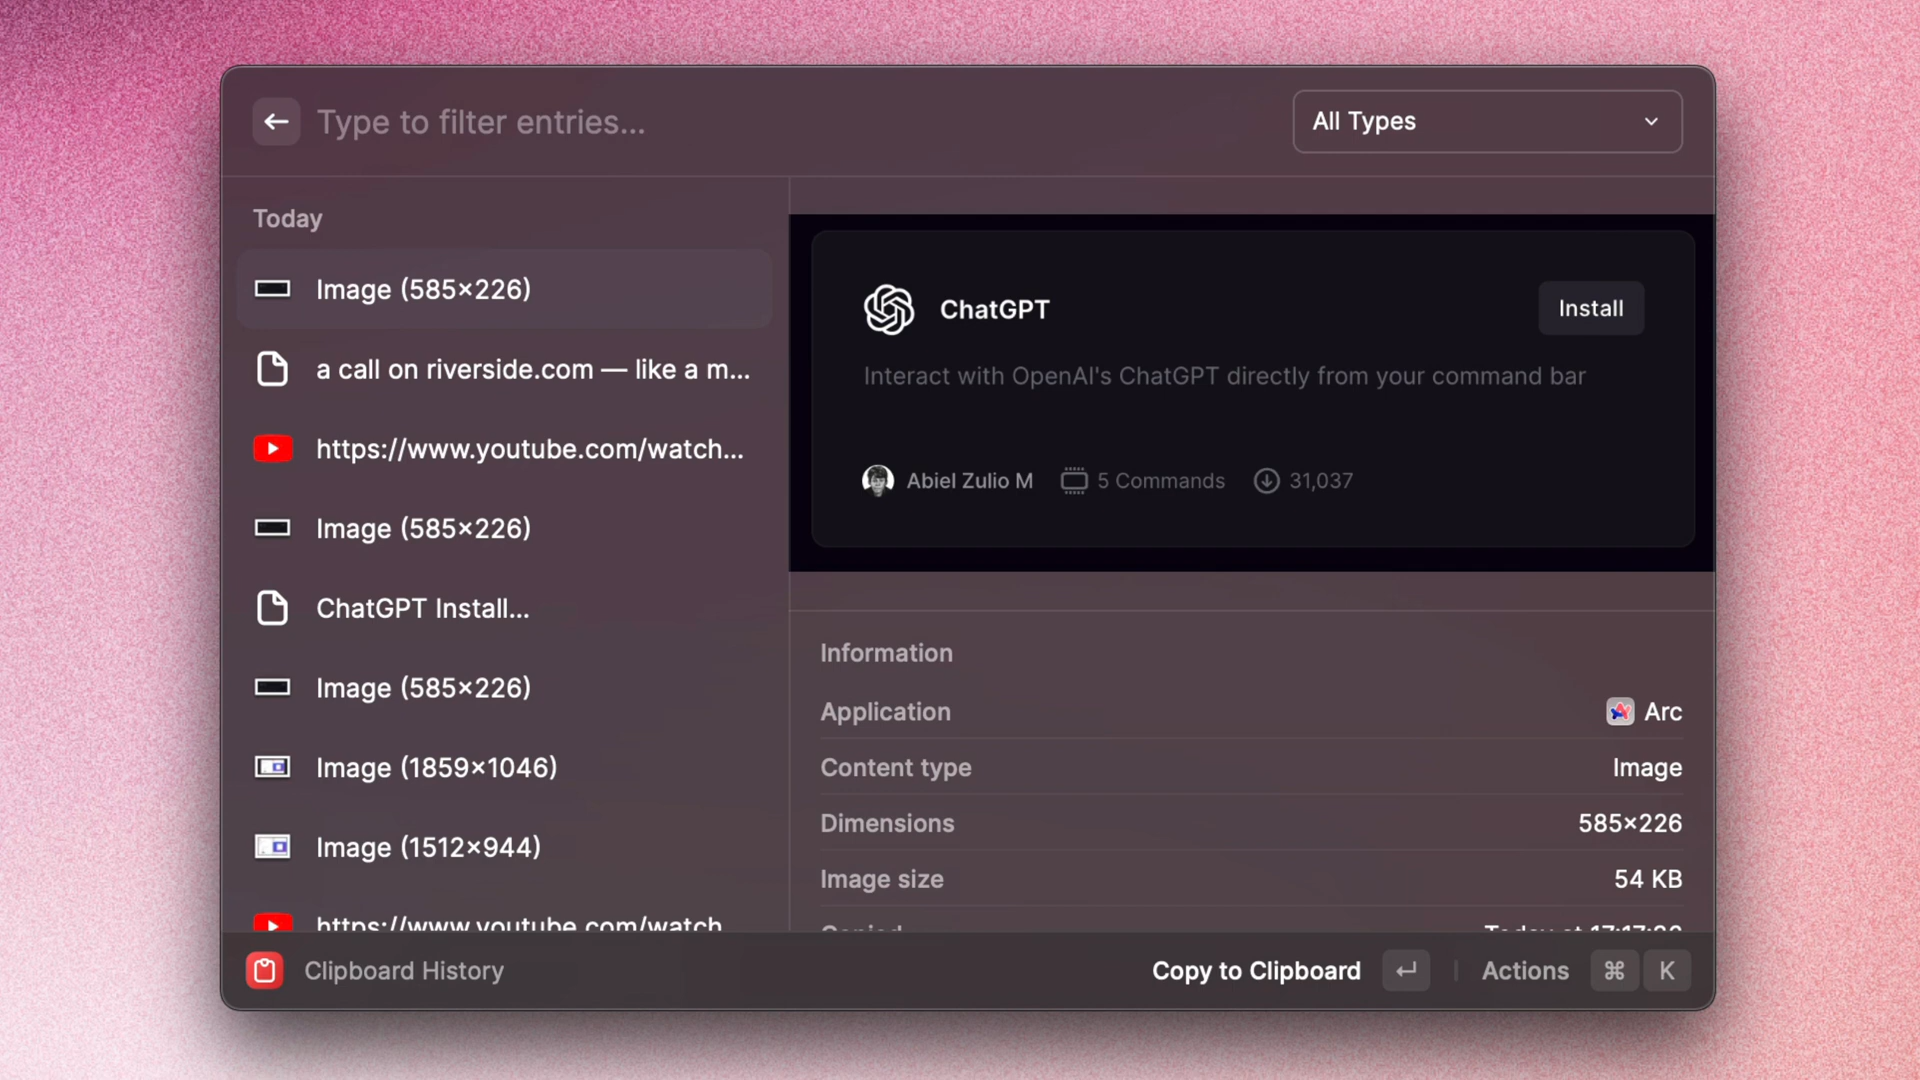 Type to filter entries...
All Types
Today
Image (585×226)
a call on riverside.com — like a m...
https://www.youtube.com/watch...
Image (585×226)
ChatGPT Install...
Image (585×226)
Image (1859×1046)
Image (1512×944)
https://www.youtube.com/watch
ChatGPT
Install
Interact with OpenAI's ChatGPT directly from your command bar
Abiel Zulio M
5 Commands
31,037
Information
Application
Arc
Content type
Image
Dimensions
585×226
Image size
54 KB
Copied
Today at
Clipboard History
Copy to Clipboard
Actions
⌘
K